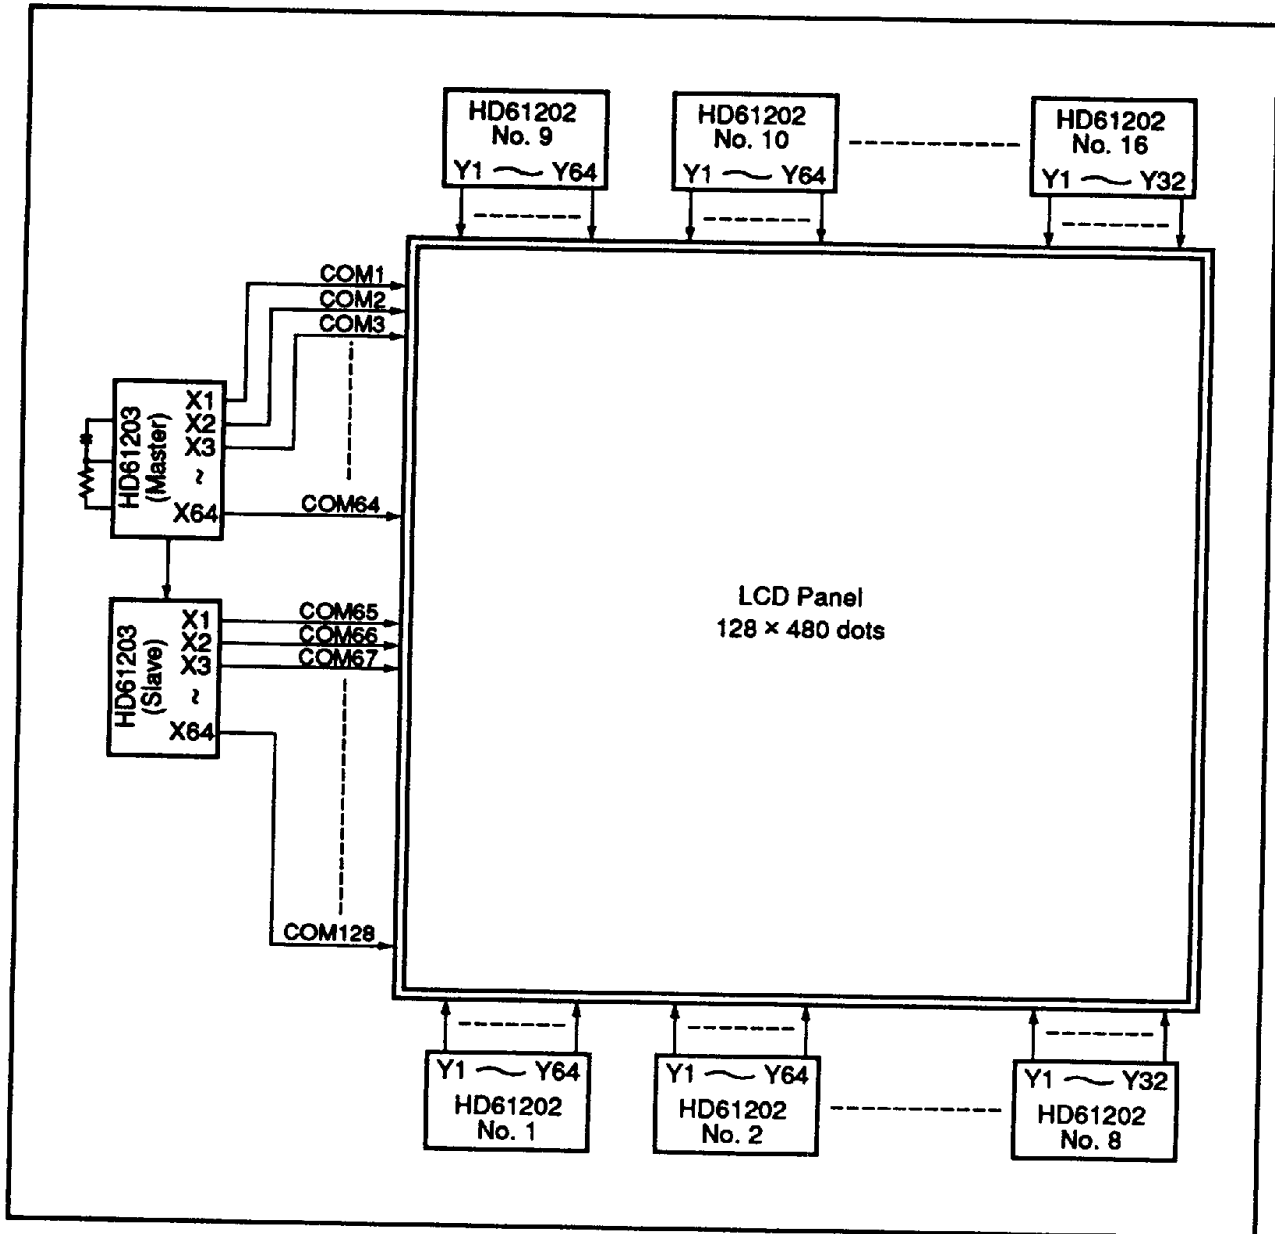 HD61202
No. 9
Y1 ~ Y64
HD61202
No. 10
Y1 ~ Y64
HD61202
No. 16
Y1 ~ Y32
COM1
COM2
COM3
HD61203
(Master)
X1
X2
X3
~
X64
COM64
HD61203
(Slave)
X1
X2
X3
~
X64
COM65
COM66
COM67
COM128
LCD Panel
128 × 480 dots
Y1 ~ Y64
HD61202
No. 1
Y1 ~ Y64
HD61202
No. 2
Y1 ~ Y32
HD61202
No. 8